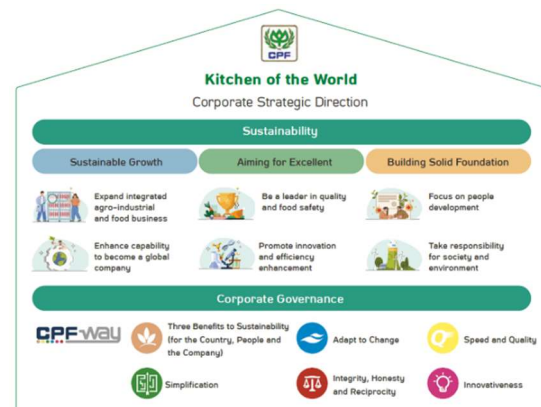 CPF
Kitchen of the World
Corporate Strategic Direction
Sustainability
Sustainable Growth
Aiming for Excellent
Building Solid Foundation
Expand integrated
agro-industrial
and food business
Be a leader in quality
and food safety
Focus on people
development
Enhance capability
to become a global
company
Promote innovation
and efficiency
enhancement
Take responsibility
for society and
environment
Corporate Governance
CPF WAY
Three Benefits to Sustainability
(for the Country, People and
the Company)
Adapt to Change
Speed and Quality
Simplification
Integrity, Honesty
and Reciprocity
Innovativeness